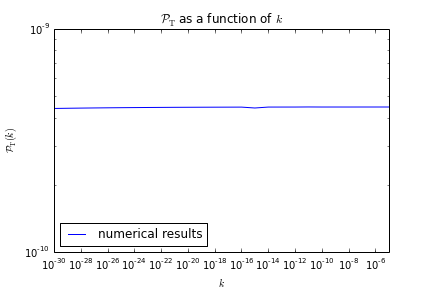 𝒫_T as a function of k
10^-9
10^-10
𝒫_T(k)
numerical results
10^-30 10^-28 10^-26 10^-24 10^-22 10^-20 10^-18 10^-16 10^-14 10^-12 10^-10 10^-8 10^-6
k